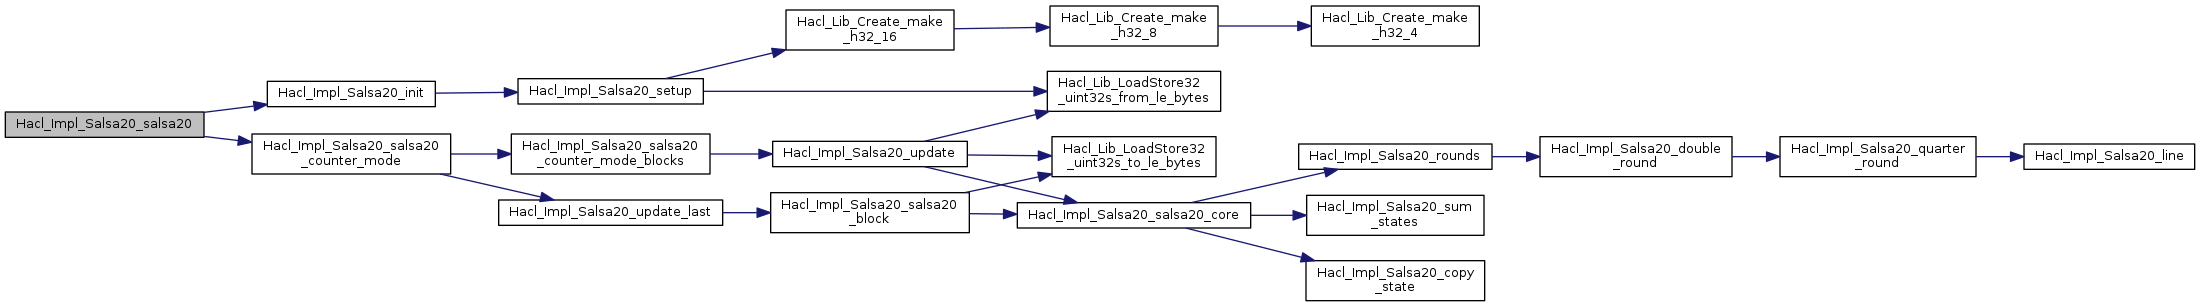 Hacl_Impl_Salsa20_salsa20
Hacl_Impl_Salsa20_init
Hacl_Impl_Salsa20_salsa20
_counter_mode
Hacl_Impl_Salsa20_setup
Hacl_Impl_Salsa20_salsa20
_counter_mode_blocks
Hacl_Impl_Salsa20_update_last
Hacl_Lib_Create_make
_h32_16
Hacl_Impl_Salsa20_update
Hacl_Impl_Salsa20_salsa20
_block
Hacl_Lib_Create_make
_h32_8
Hacl_Lib_LoadStore32
_uint32s_from_le_bytes
Hacl_Lib_LoadStore32
_uint32s_to_le_bytes
Hacl_Impl_Salsa20_salsa20_core
Hacl_Lib_Create_make
_h32_4
Hacl_Impl_Salsa20_rounds
Hacl_Impl_Salsa20_sum
_states
Hacl_Impl_Salsa20_copy
_state
Hacl_Impl_Salsa20_double
_round
Hacl_Impl_Salsa20_quarter
_round
Hacl_Impl_Salsa20_line